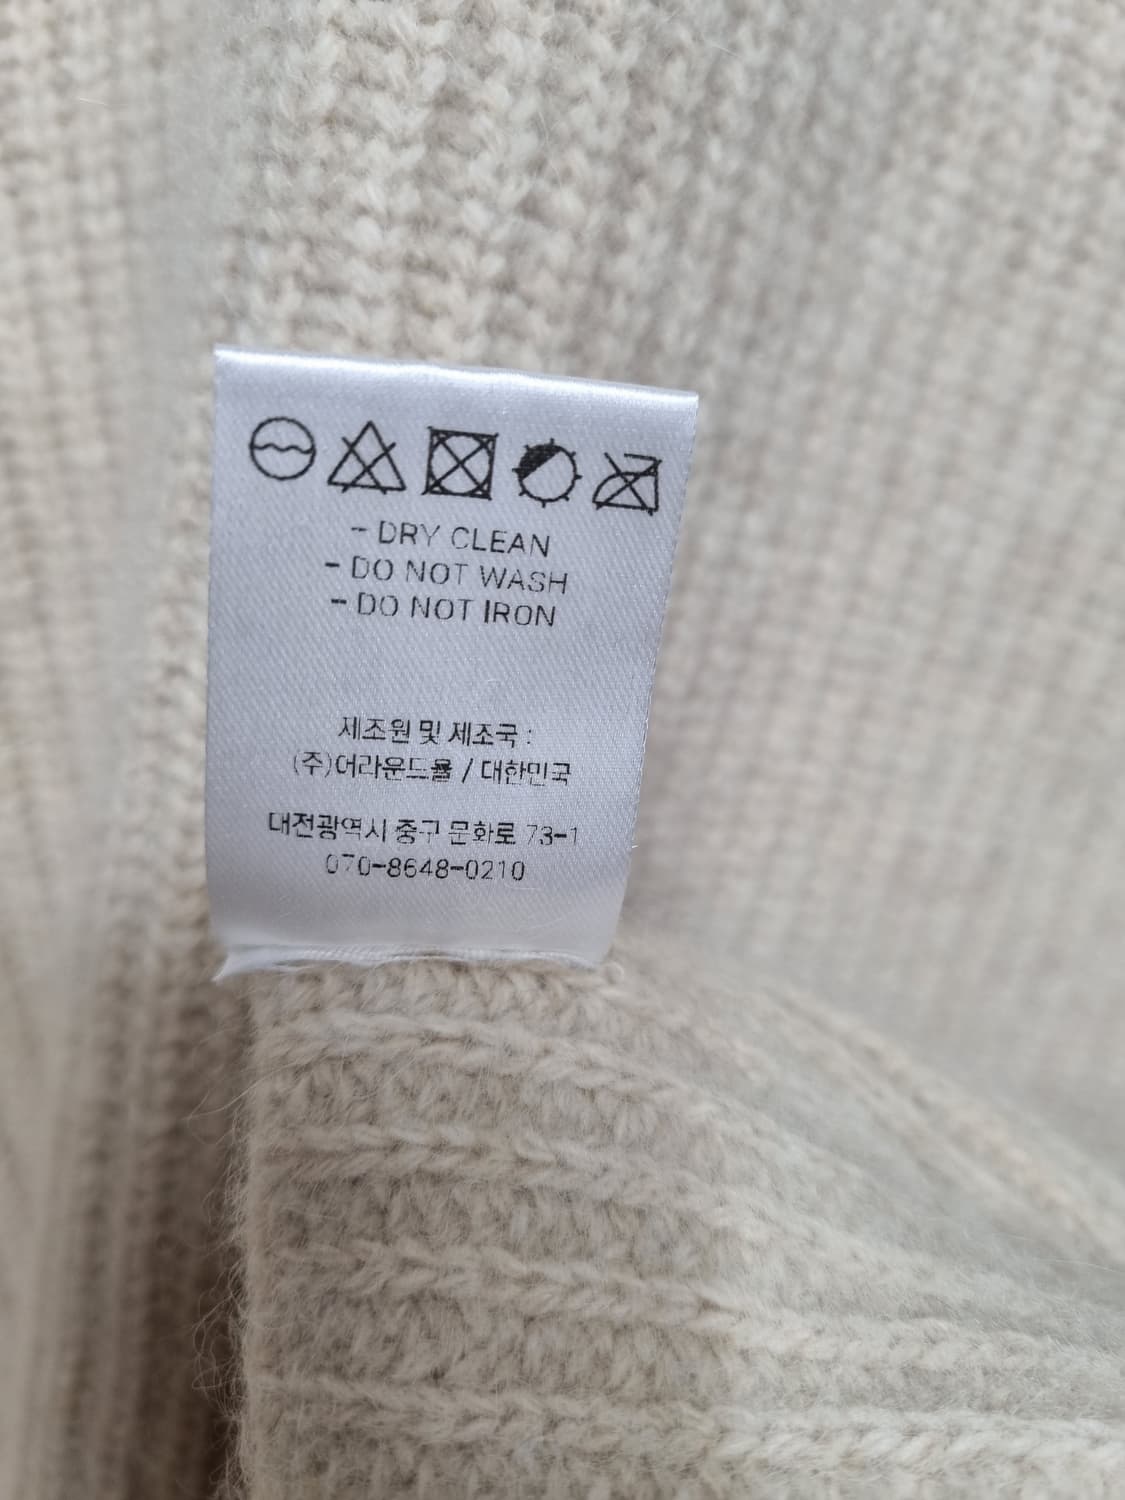 - DRY CLEAN
- DO NOT WASH
- DO NOT IRON
제조원 및 제조국 :
(주)어라운드율 / 대한민국
대전광역시 중구 문화로 73-1
070-8648-0210